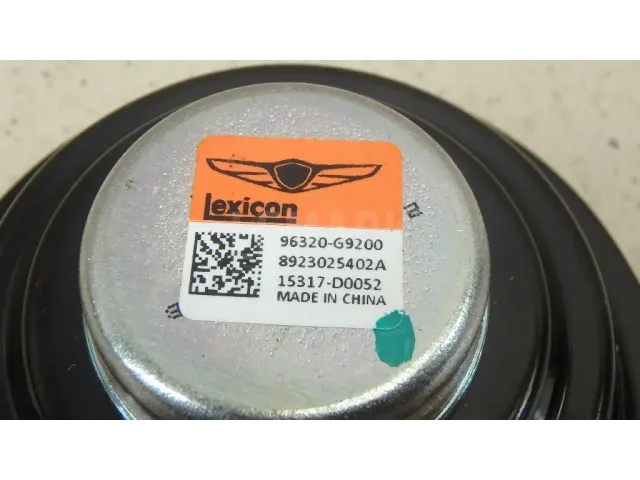 Lexicon
96320-G9200
8923025402A
15317-D0052
MADE IN CHINA